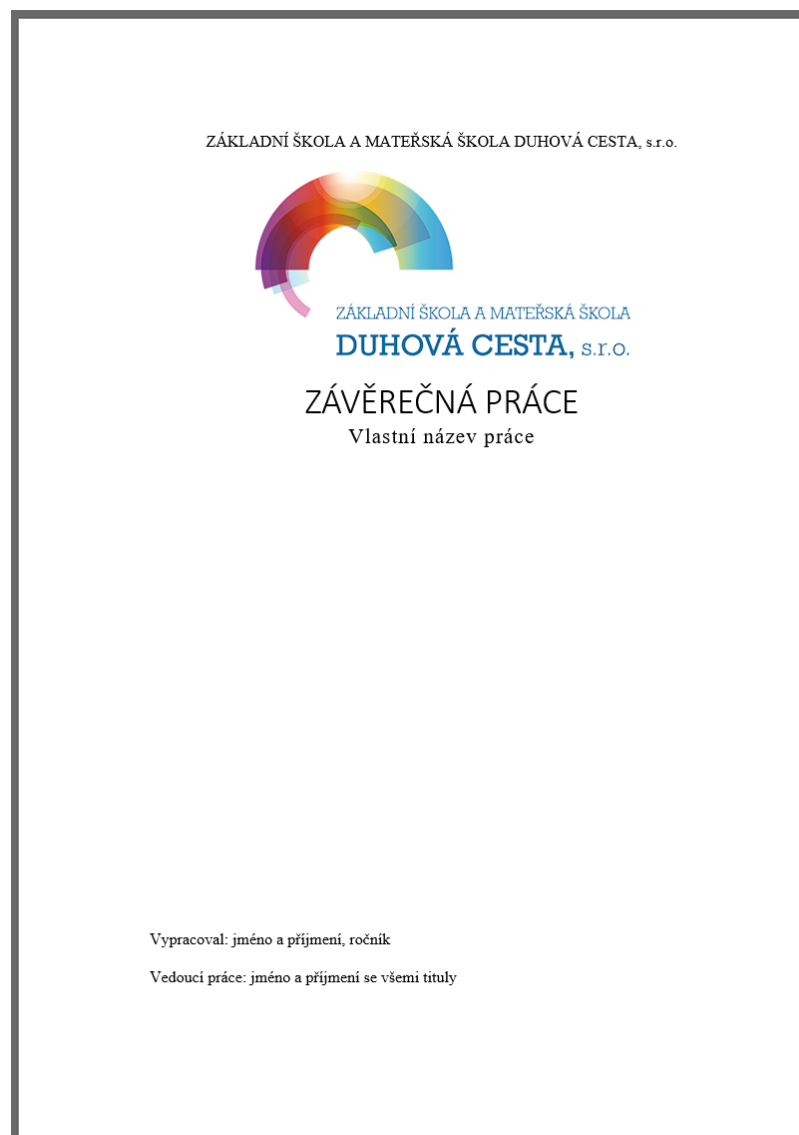 ZÁKLADNÍ ŠKOLA A MATEŘSKÁ ŠKOLA DUHOVÁ CESTA, s.r.o.
ZÁKLADNÍ ŠKOLA A MATEŘSKÁ ŠKOLA
DUHOVÁ CESTA, s.r.o.
ZÁVĚREČNÁ PRÁCE
Vlastní název práce
Vypracoval: jméno a příjmení, ročník
Vedoucí práce: jméno a příjmení se všemi tituly